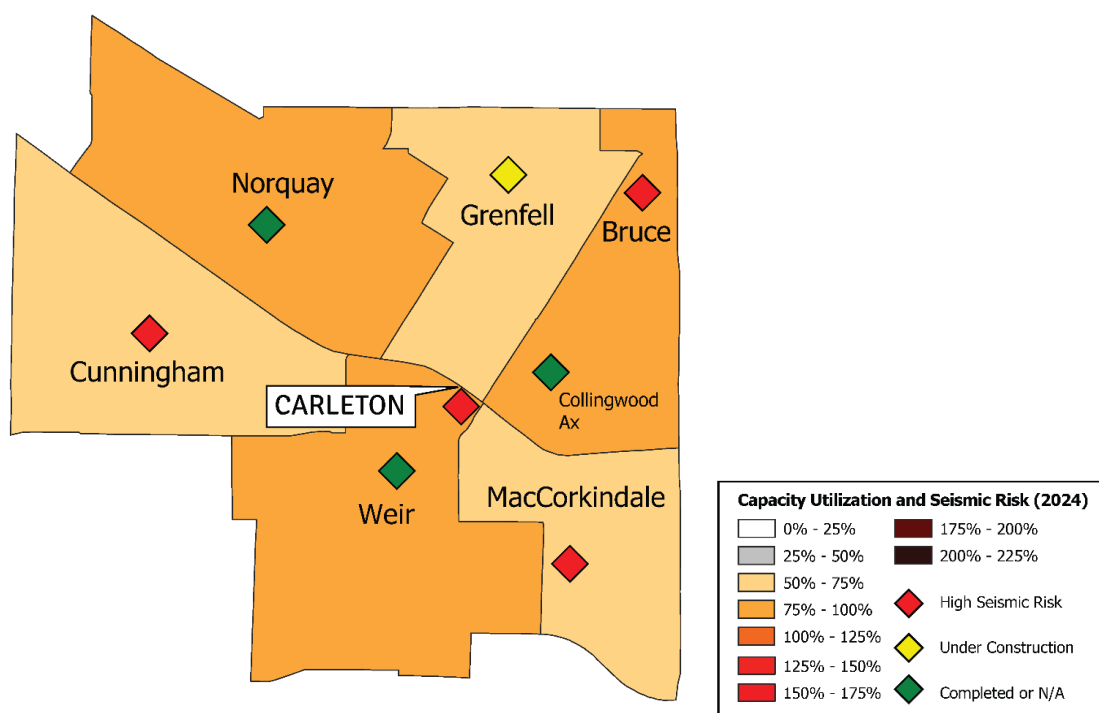 Norquay
Grenfell
Bruce
Cunningham
CARLETON
Collingwood
Ax
MacCorkindale
Weir
Capacity Utilization and Seismic Risk (2024)
0% - 25%
25% - 50%
50% - 75%
75% - 100%
100% - 125%
125% - 150%
150% - 175%
175% - 200%
200% - 225%
High Seismic Risk
Under Construction
Completed or N/A